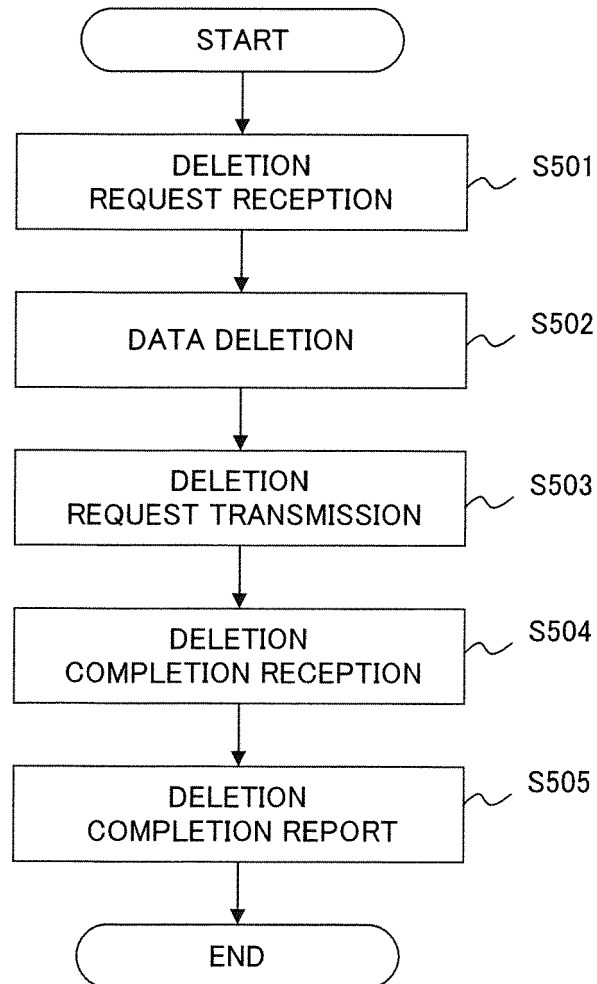 START
DELETION
REQUEST RECEPTION
S501
DATA DELETION
S502
DELETION
REQUEST TRANSMISSION
S503
DELETION
COMPLETION RECEPTION
S504
DELETION
COMPLETION REPORT
S505
END